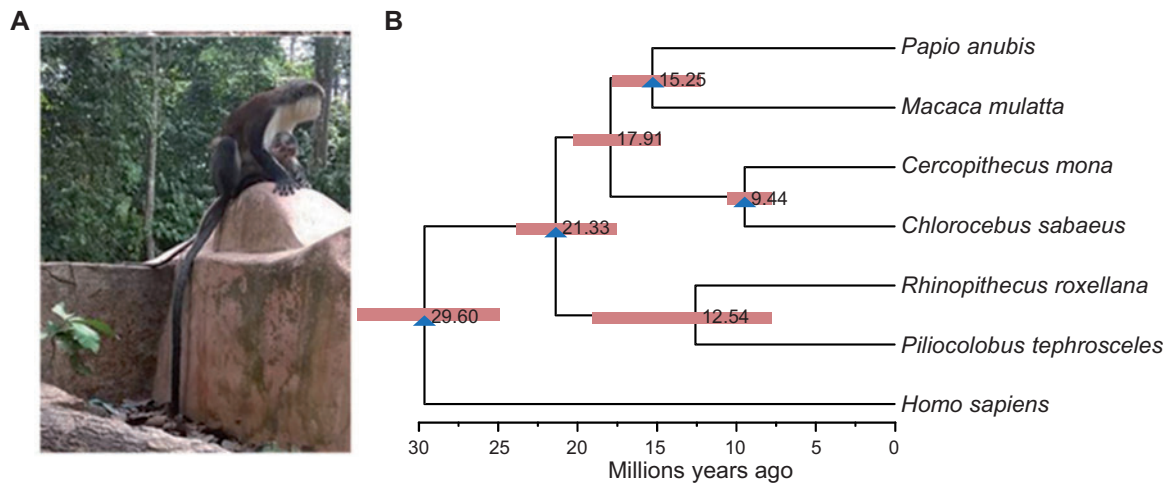 A
B
Papio anubis
15.25
Macaca mulatta
17.91
Cercopithecus mona
9.44
Chlorocebus sabaeus
21.33
Rhinopithecus roxellana
29.60
12.54
Piliocolobus tephrosceles
Homo sapiens
30 25 20 15 10 5 0
Millions years ago